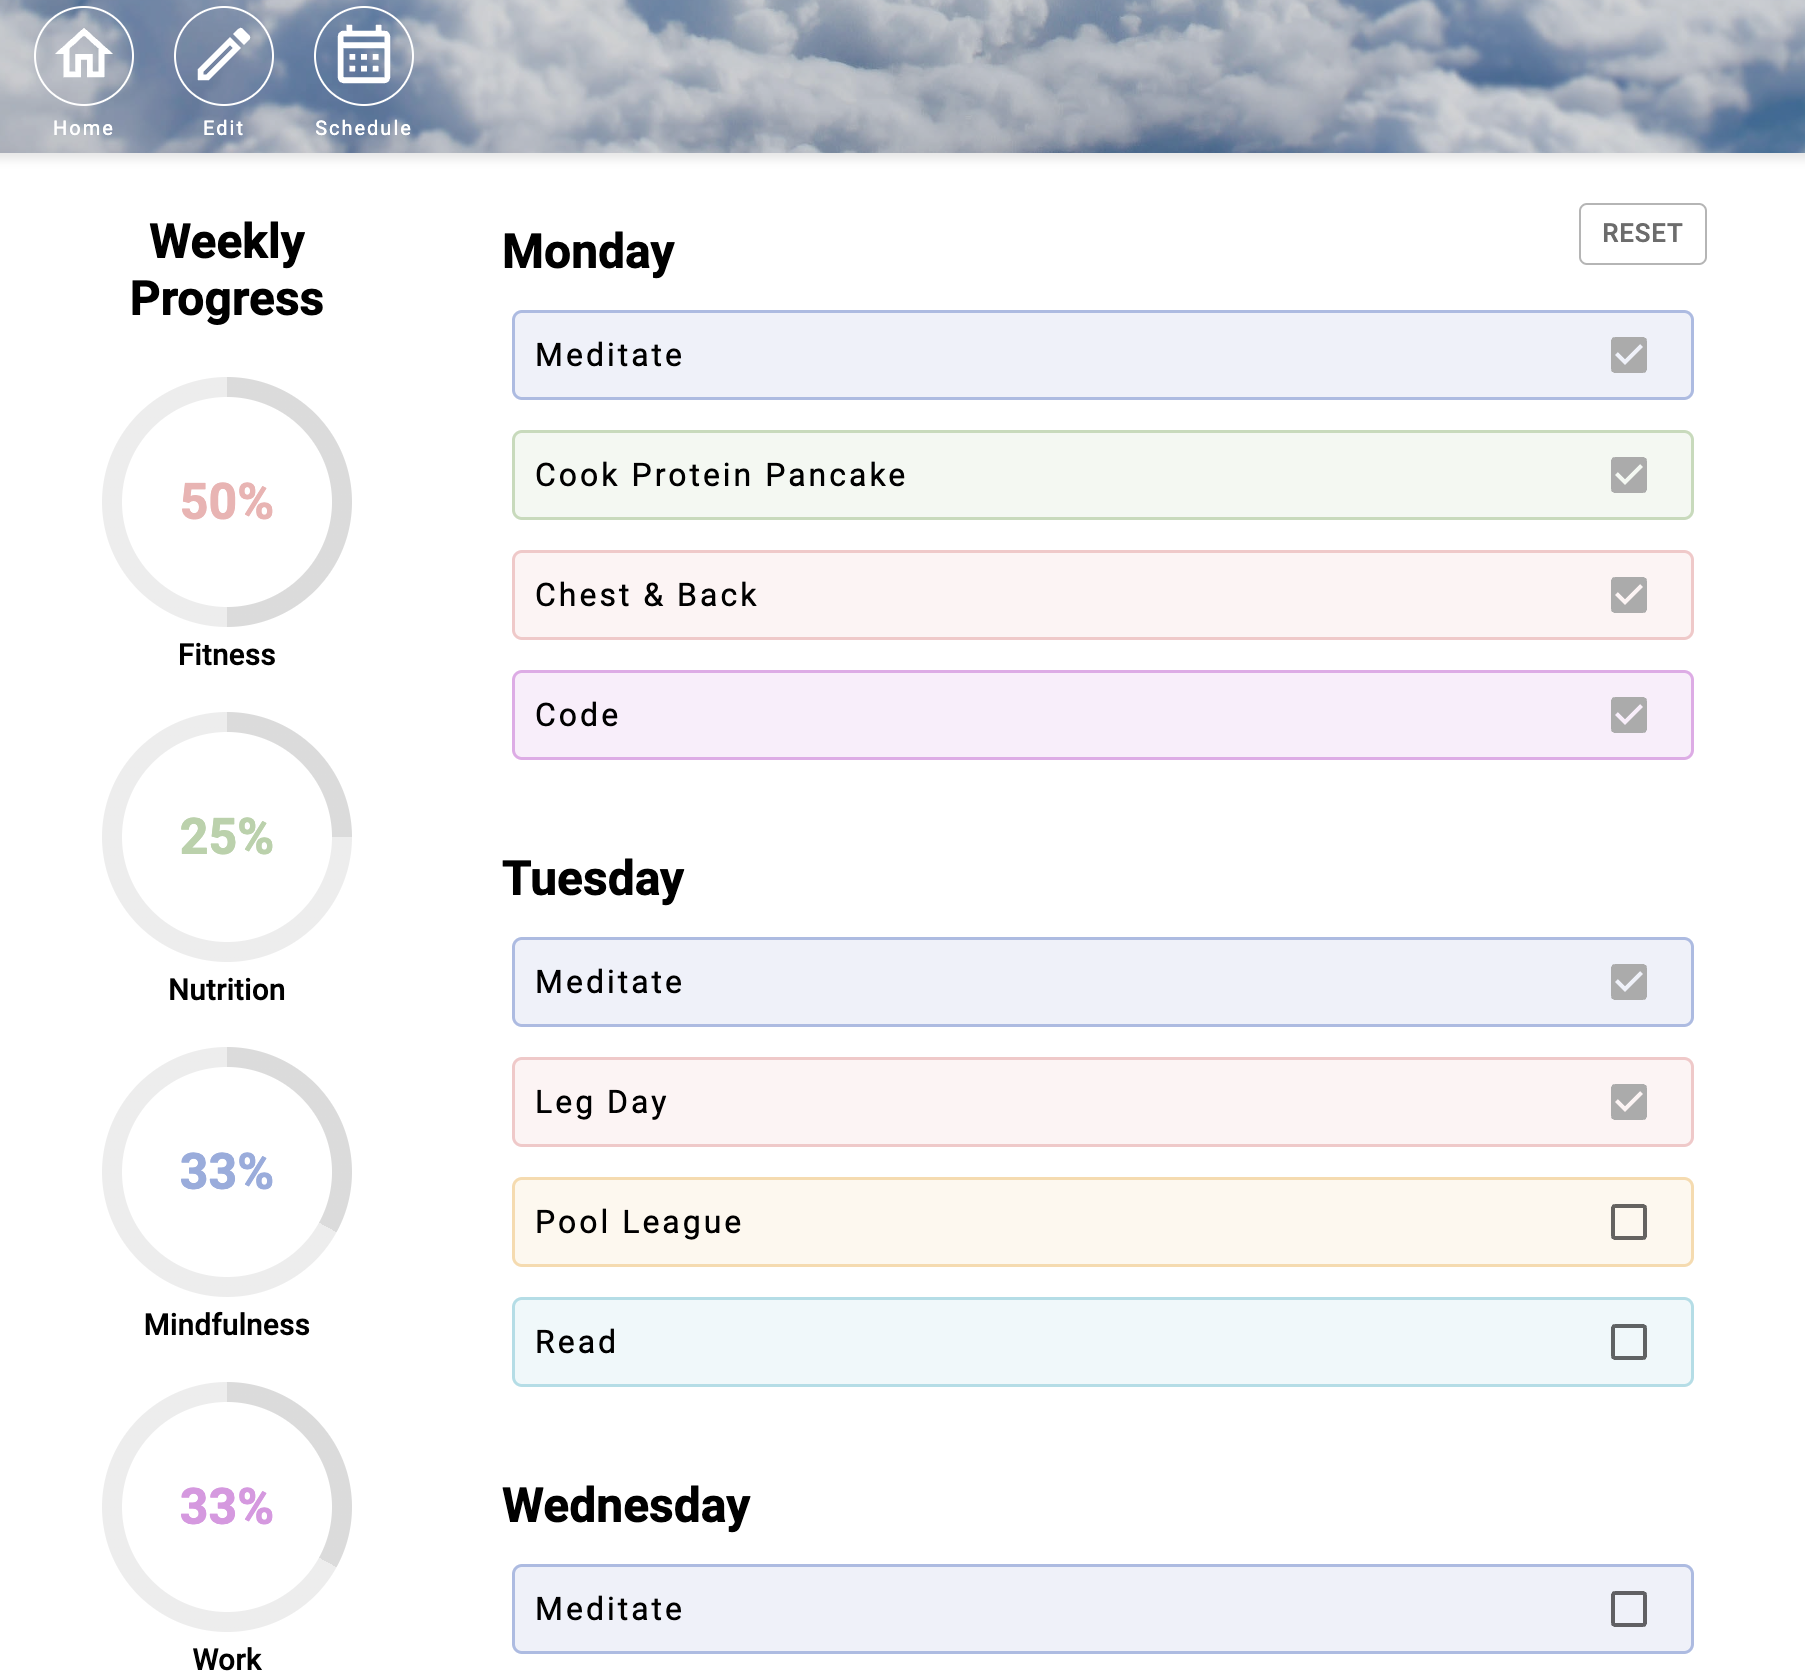 Home
Edit
Schedule
Weekly
Progress
50%
Fitness
25%
Nutrition
33%
Mindfulness
33%
Work
RESET
Monday
Meditate
Cook Protein Pancake
Chest & Back
Code
Tuesday
Meditate
Leg Day
Pool League
Read
Wednesday
Meditate